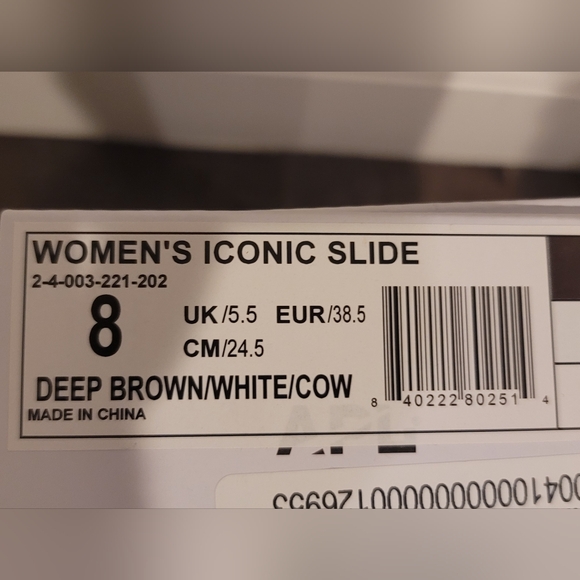 WOMEN'S ICONIC SLIDE
2-4-003-221-202
8
UK/5.5 EUR/38.5
CM/24.5
DEEP BROWN/WHITE/COW
MADE IN CHINA
8 40222 80251 4
APL